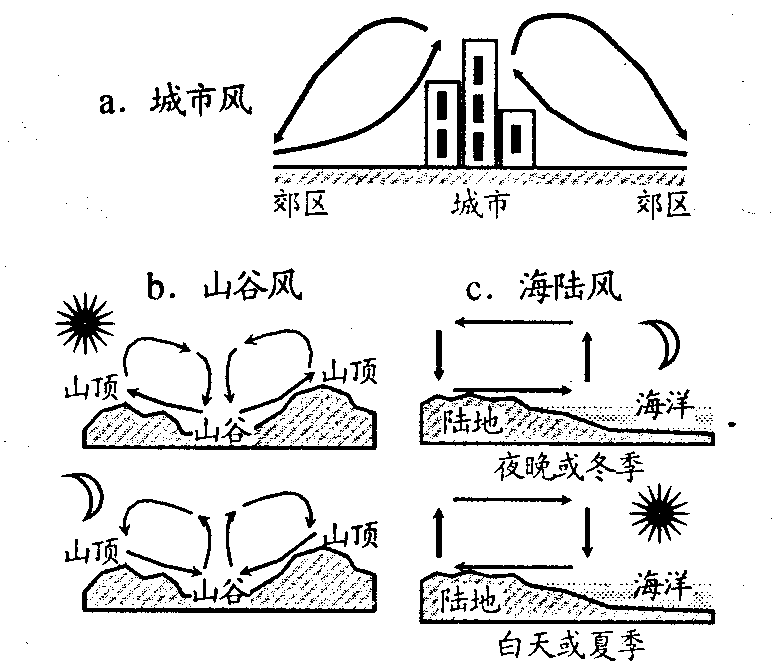 a. 城市风
郊区 城市 郊区
b. 山谷风
山顶 山顶
山谷
c. 海陆风
海洋
陆地
夜晚或冬季
山顶 山顶
山谷
海洋
陆地
白天或夏季